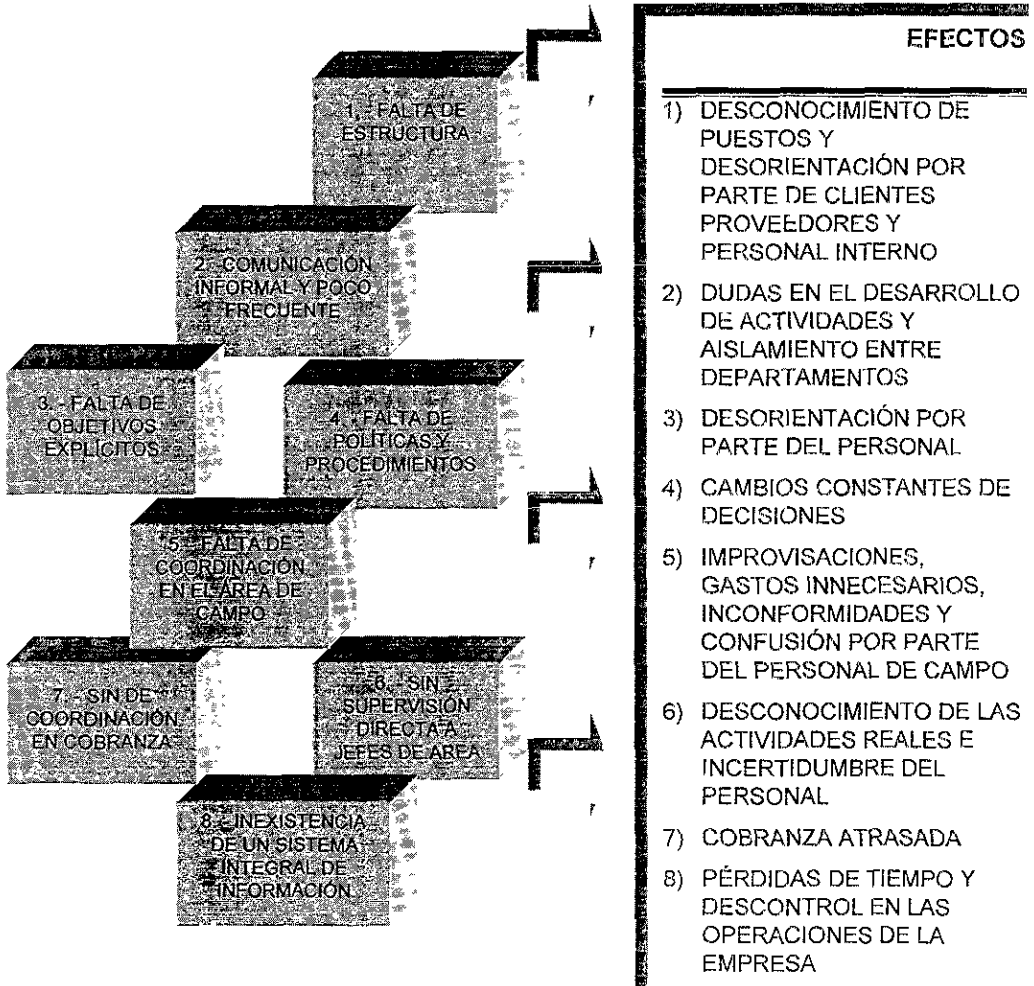 1. - FALTA DE
ESTRUCTURA
2. -COMUNICACIÓN
INFORMAL Y POCO
FRECUENTE
3. - FALTA DE
OBJETIVOS
EXPLÍCITOS
4. - FALTA DE
POLÍTICAS Y
PROCEDIMIENTOS
5. - FALTA DE
COORDINACIÓN
EN EL ÁREA DE
CAMPO
7. - SIN DE
COORDINACIÓN
EN COBRANZA
6. - SIN
SUPERVISIÓN
DIRECTA A
JEFES DE AREA
8. - INEXISTENCIA
DE UN SISTEMA
INTEGRAL DE
INFORMACIÓN
EFECTOS
1) DESCONOCIMIENTO DE
PUESTOS Y
DESORIENTACIÓN POR
PARTE DE CLIENTES
PROVEEDORES Y
PERSONAL INTERNO
2) DUDAS EN EL DESARROLLO
DE ACTIVIDADES Y
AISLAMIENTO ENTRE
DEPARTAMENTOS
3) DESORIENTACIÓN POR
PARTE DEL PERSONAL
4) CAMBIOS CONSTANTES DE
DECISIONES
5) IMPROVISACIONES,
GASTOS INNECESARIOS,
INCONFORMIDADES Y
CONFUSIÓN POR PARTE
DEL PERSONAL DE CAMPO
6) DESCONOCIMIENTO DE LAS
ACTIVIDADES REALES E
INCERTIDUMBRE DEL
PERSONAL
7) COBRANZA ATRASADA
8) PÉRDIDAS DE TIEMPO Y
DESCONTROL EN LAS
OPERACIONES DE LA
EMPRESA